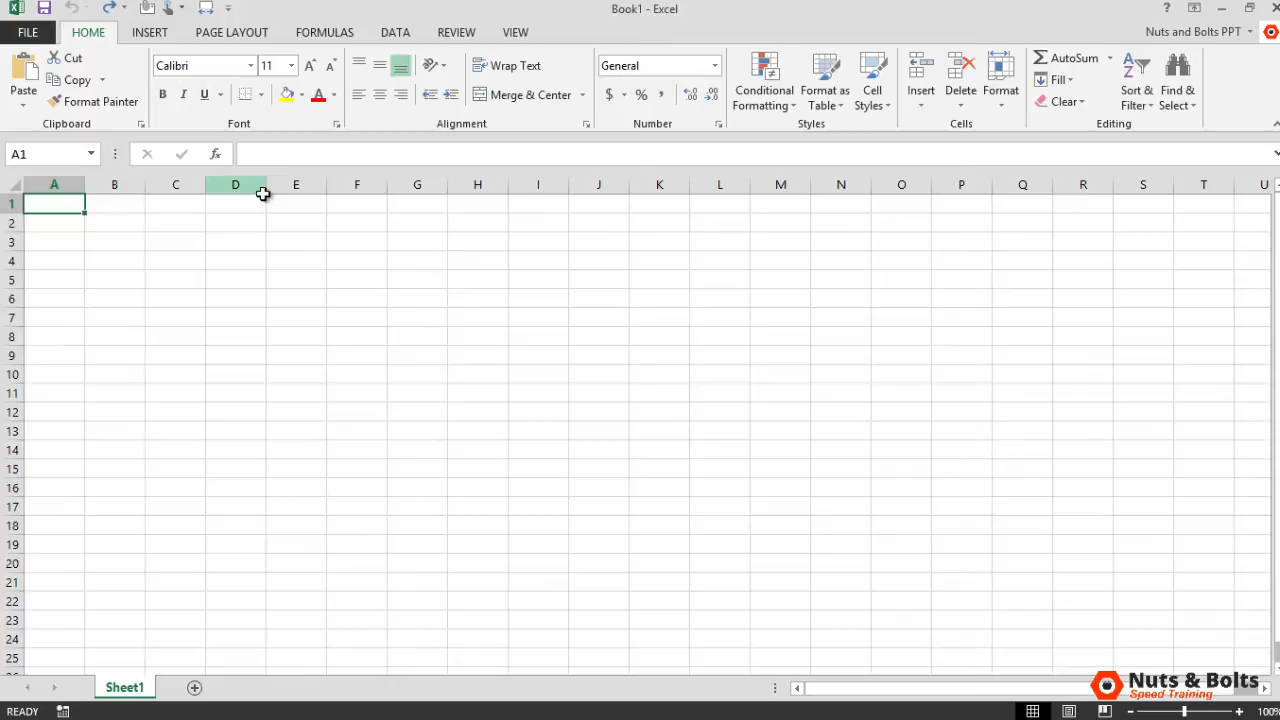 Book1 - Excel
?
FILE HOME INSERT PAGE LAYOUT FORMULAS DATA REVIEW VIEW Nuts and Bolts PPT
Paste
Cut
Copy
Format Painter
Clipboard
Calibri 11 A A
B I U A
Font
Wrap Text
Merge & Center
Alignment
General
$ % , .00 .0
Number
Conditional Formatting
Format as Table
Cell Styles
Styles
Insert Delete Format
Cells
AutoSum
Fill
Clear
Sort & Filter
Find & Select
Editing
A1 fx
A B C D E F G H I J K L M N O P Q R S T U
1
2
3
4
5
6
7
8
9
10
11
12
13
14
15
16
17
18
19
20
21
22
23
24
25
Sheet1
Nuts & Bolts
Speed Training
READY 100%